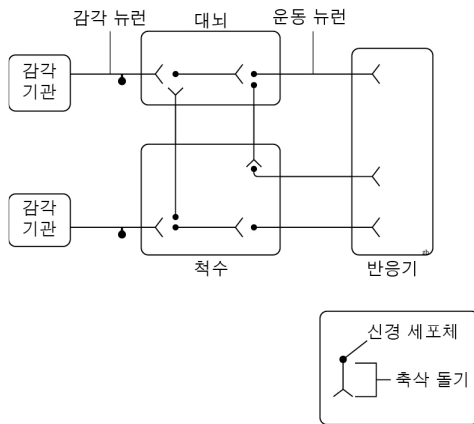 감각 뉴런
대뇌
운동 뉴런
감각
기관
감각
기관
척수
반응기
신경 세포체
축삭 돌기